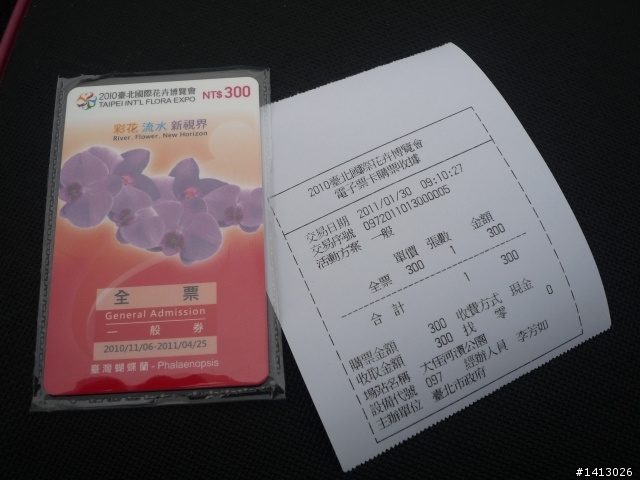 2010臺北國際花卉博覽會
TAIPEI INT'L FLORA EXPO
NT$ 300
彩花 流水 新視界
River. Flower. New Horizon
全 票
General Admission
一 般 券
2010/11/06-2011/04/25
臺灣蝴蝶蘭 - Phalaenopsis
2010臺北國際花卉博覽會
電子票卡購票收據
交易日期 2011/01/30 09:10:27
交易序號 0972011013000005
活動方案 一般
單價 張數 金額
全票 300 1 300
合 計 1 300
購票金額 300 收費方式 現金
收取金額 300 找 零 0
場站名稱 大佳河濱公園
設備代號 097 經辦人員 李芳如
主辦單位 臺北市政府
#1413026